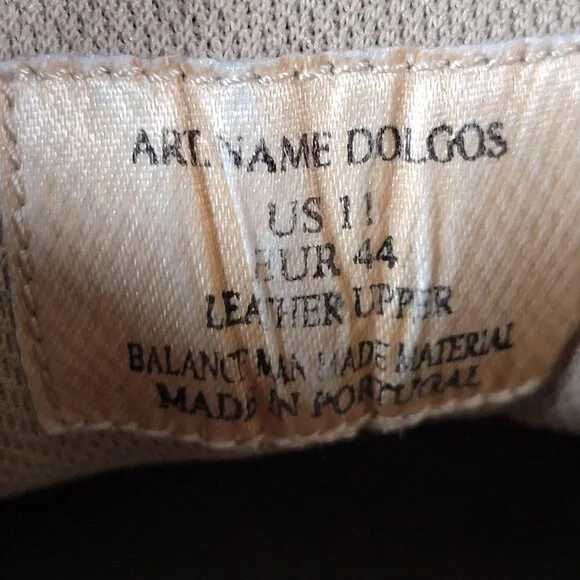 ART. NAME DOLGOS
US 11
EUR 44
LEATHER UPPER
BALANCE MAN MADE MATERIAL
MADE IN PORTUGAL